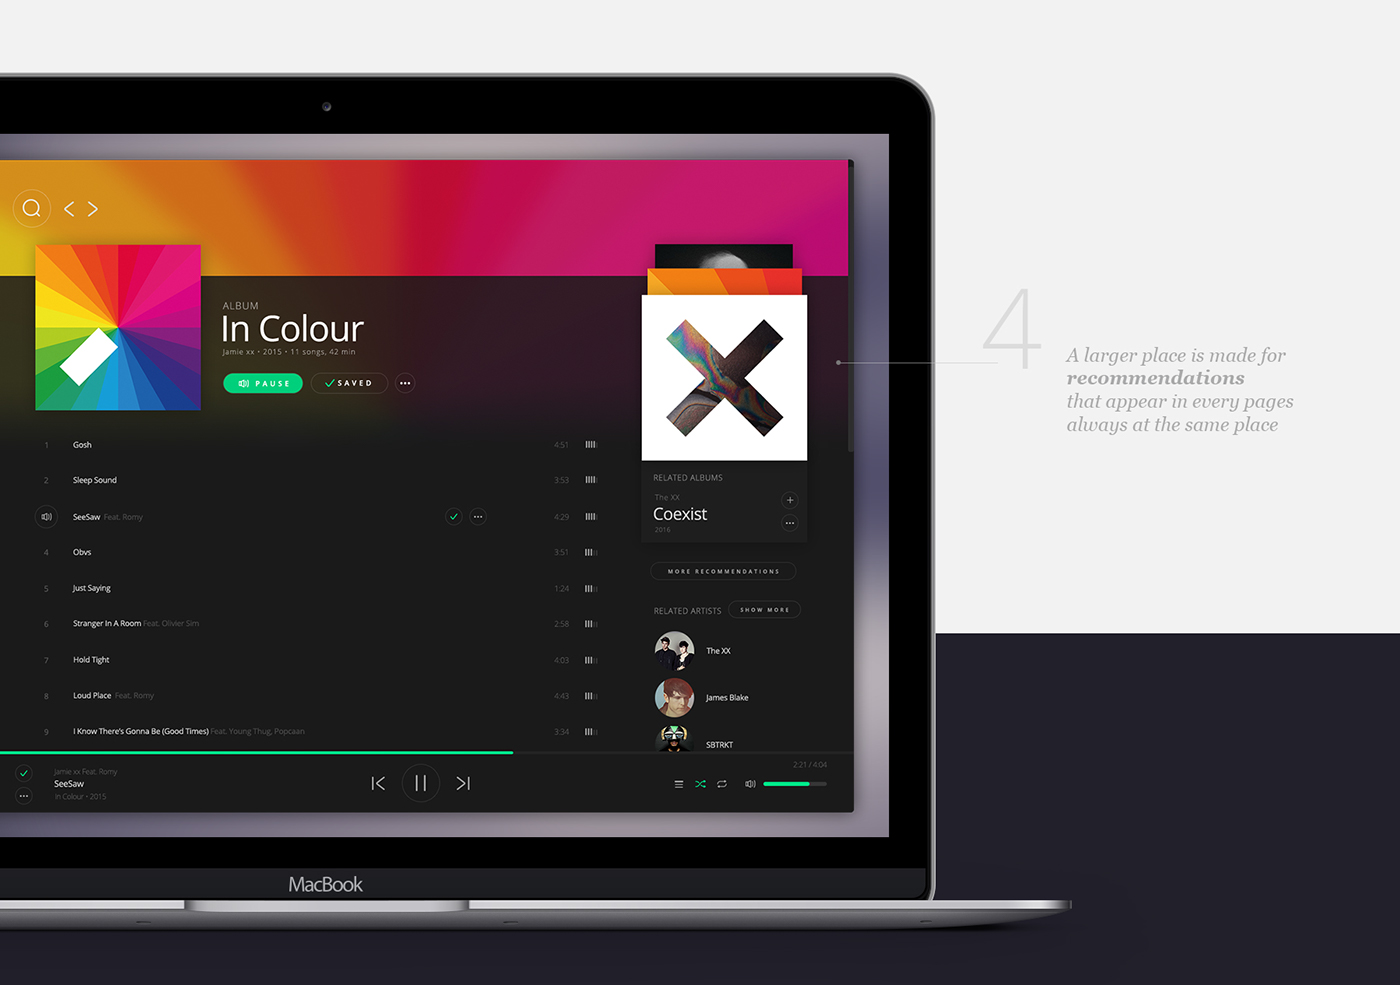 ALBUM
In Colour
Jamie xx • 2015 • 11 songs, 42 min
PAUSE
SAVED
1 Gosh 4:51
2 Sleep Sound 3:53
SeeSaw Feat. Romy 4:29
4 Obvs 3:51
5 Just Saying 1:24
6 Stranger In A Room Feat. Olivier Sim 2:58
7 Hold Tight 4:03
8 Loud Place Feat. Romy 4:43
9 I Know There's Gonna Be (Good Times) Feat. Young Thug, Popcaan 3:34
RELATED ALBUMS
The XX
Coexist
2016
MORE RECOMMENDATIONS
RELATED ARTISTS
SHOW MORE
The XX
James Blake
SBTRKT
2:21 / 4:04
Jamie xx Feat. Romy
SeeSaw
In Colour • 2015
MacBook
4
A larger place is made for
recommendations
that appear in every pages
always at the same place